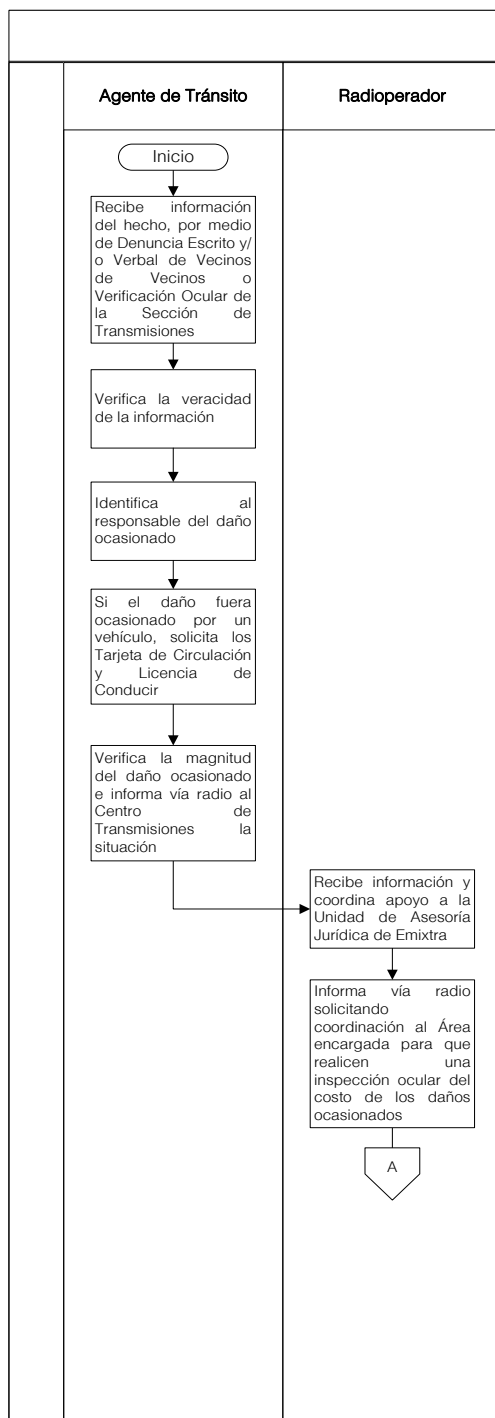 Agente de Tránsito
Radioperador
Inicio
Recibe información
del hecho, por medio
de Denuncia Escrito y/
o Verbal de Vecinos
de Vecinos o
Verificación Ocular de
la Sección de
Transmisiones
Verifica la veracidad
de la información
Identifica al
responsable del daño
ocasionado
Si el daño fuera
ocasionado por un
vehículo, solicita los
Tarjeta de Circulación
y Licencia de
Conducir
Verifica la magnitud
del daño ocasionado
e informa vía radio al
Centro de
Transmisiones la
situación
Recibe información y
coordina apoyo a la
Unidad de Asesoría
Jurídica de Emixtra
Informa vía radio
solicitando
coordinación al Área
encargada para que
realicen una
inspección ocular del
costo de los daños
ocasionados
A